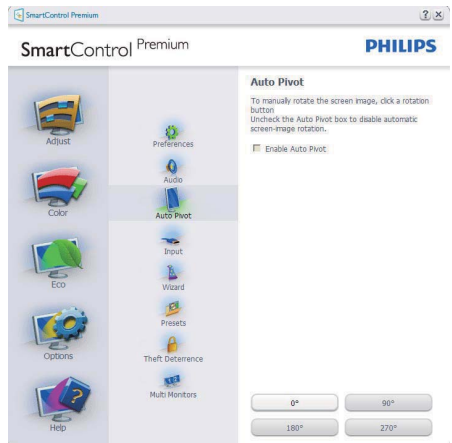 SmartControl Premium
SmartControl Premium
PHILIPS
Adjust
Color
Eco
Options
Help
Preferences
Audio
Auto Pivot
Input
Wizard
Presets
Theft Deterrence
Multi Monitors
Auto Pivot
To manually rotate the screen image, click a rotation
button
Uncheck the Auto Pivot box to disable automatic
screen-image rotation.
Enable Auto Pivot
0°
90°
180°
270°